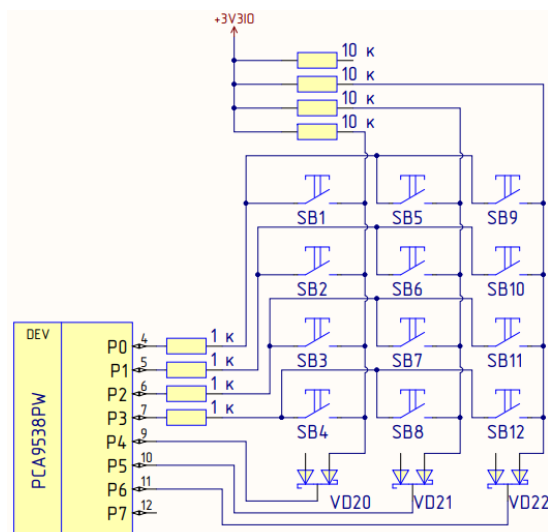 +3V3IO
10 к
10 к
10 к
10 к
SB1
SB5
SB9
SB2
SB6
SB10
DEV
PCA9538PW
P0
4
1 к
P1
5
1 к
P2
6
1 к
P3
7
1 к
P4
9
P5
10
P6
11
P7
12
SB3
SB7
SB11
SB4
SB8
SB12
VD20
VD21
VD22